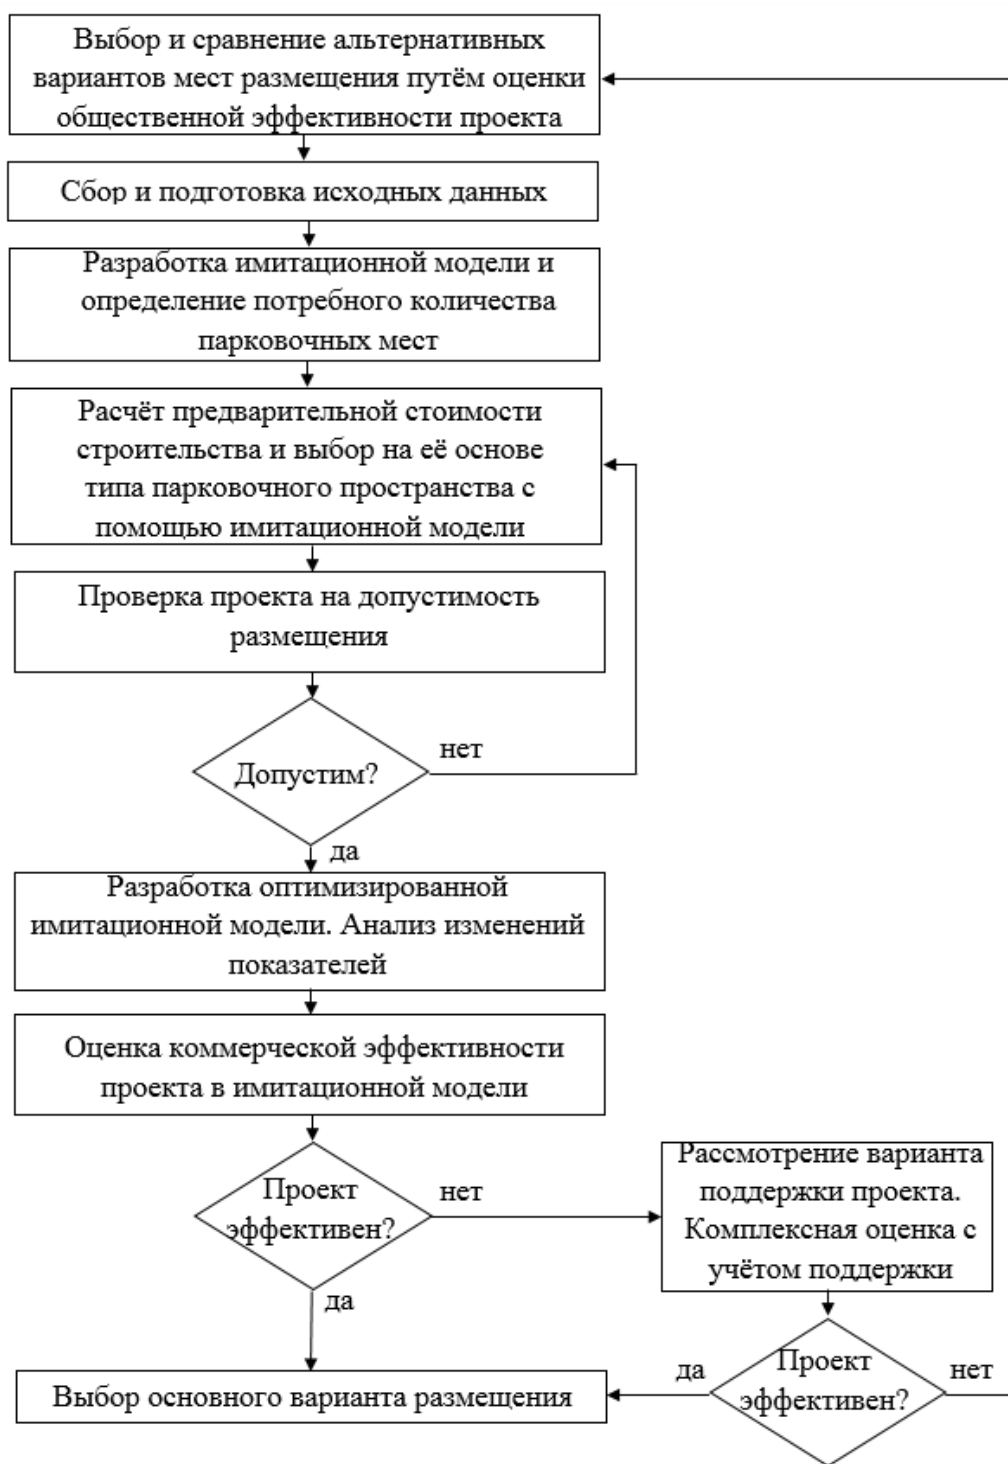 Выбор и сравнение альтернативных
вариантов мест размещения путём оценки
общественной эффективности проекта
Сбор и подготовка исходных данных
Разработка имитационной модели и
определение потребного количества
парковочных мест
Расчёт предварительной стоимости
строительства и выбор на её основе
типа парковочного пространства с
помощью имитационной модели
Проверка проекта на допустимость
размещения
нет
Допустим?
да
Разработка оптимизированной
имитационной модели. Анализ изменений
показателей
Оценка коммерческой эффективности
проекта в имитационной модели
Проект
эффективен?
нет
Рассмотрение варианта
поддержки проекта.
Комплексная оценка с
учётом поддержки
да
Проект
эффективен?
да
нет
Выбор основного варианта размещения